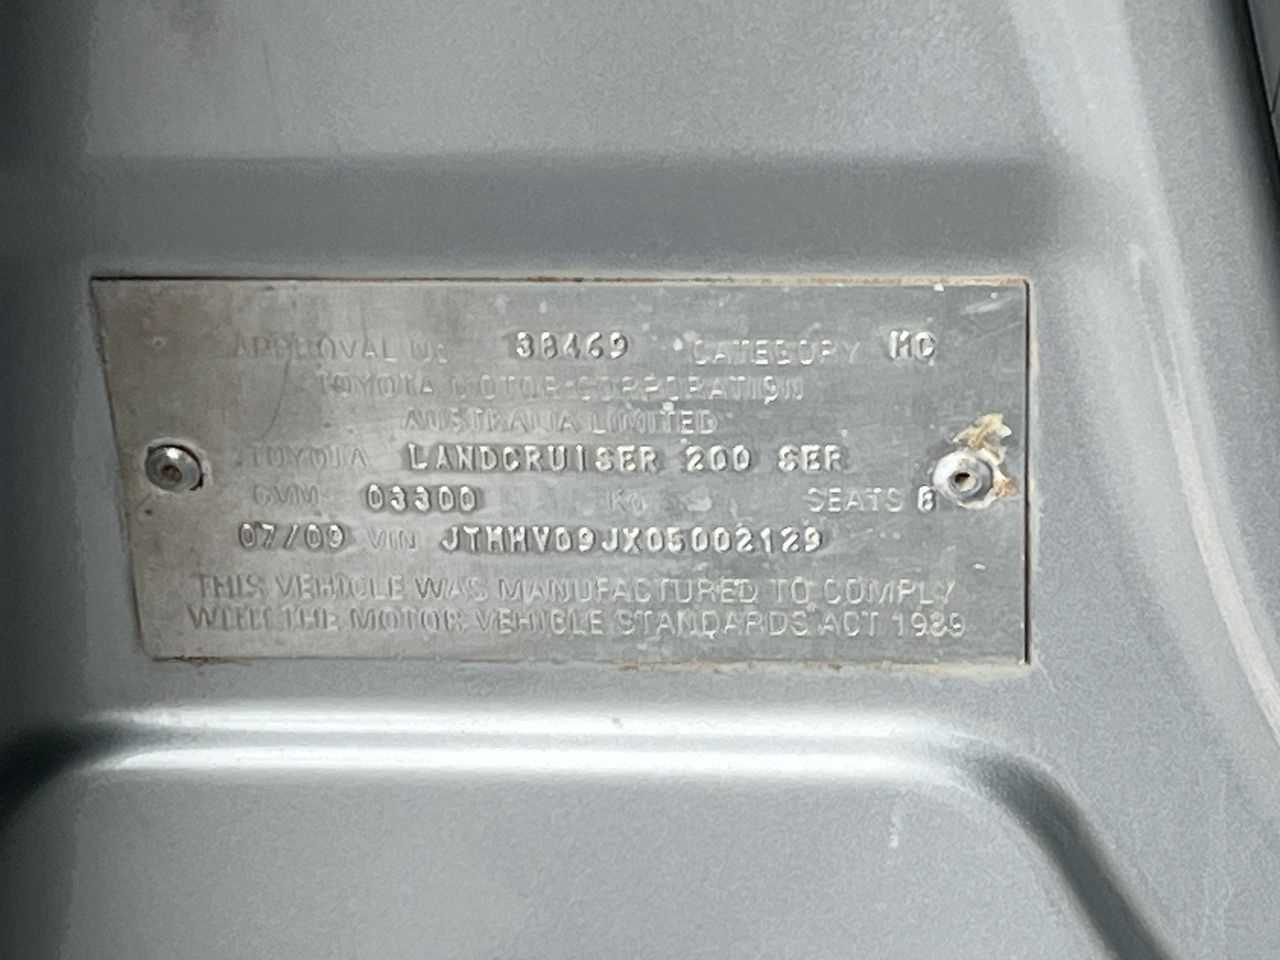 APPROVAL No 38469 CATEGORY MC
TOYOTA MOTOR CORPORATION
AUSTRALIA LIMITED
TOYOTA LANDCRUISER 200 SER
GVM 03300 KG SEATS 8
07/09 VIN JTMHV09JX05002129
THIS VEHICLE WAS MANUFACTURED TO COMPLY
WITH THE MOTOR VEHICLE STANDARDS ACT 1989